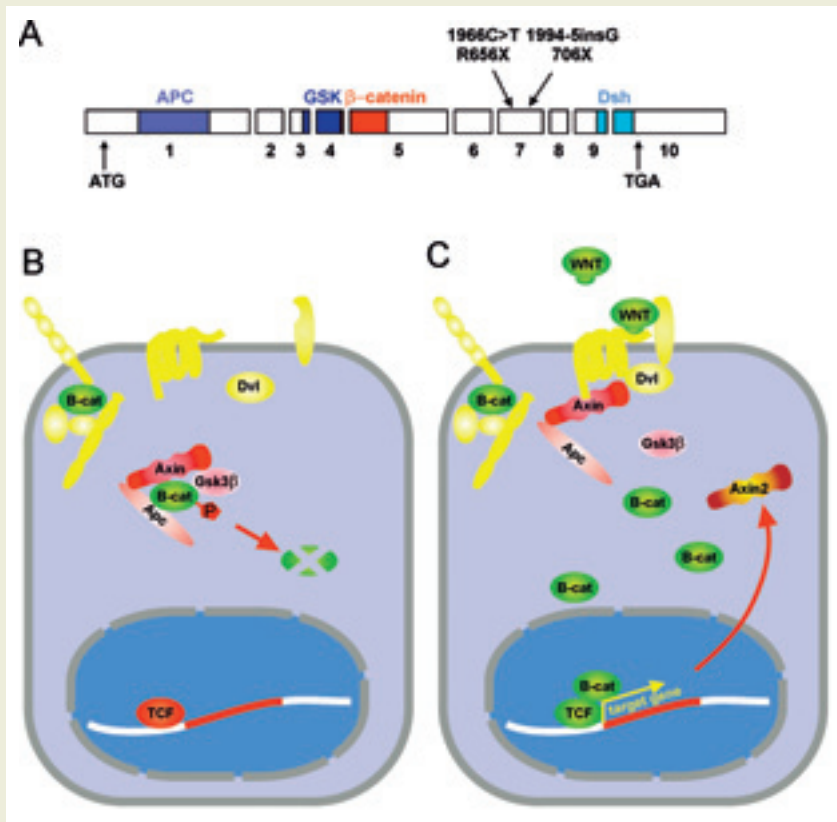 A
1966C>T 1994-5insG
R656X 706X
APC GSK β-catenin Dsh
1 2 3 4 5 6 7 8 9 10
ATG TGA
B
B-cat
Dvl
Axin
Gsk3β
B-cat
Apc
P
TCF
C
WNT
WNT
Dvl
B-cat
Axin
Apc
Gsk3β
B-cat
Axin2
B-cat
B-cat
B-cat
TCF
target gene